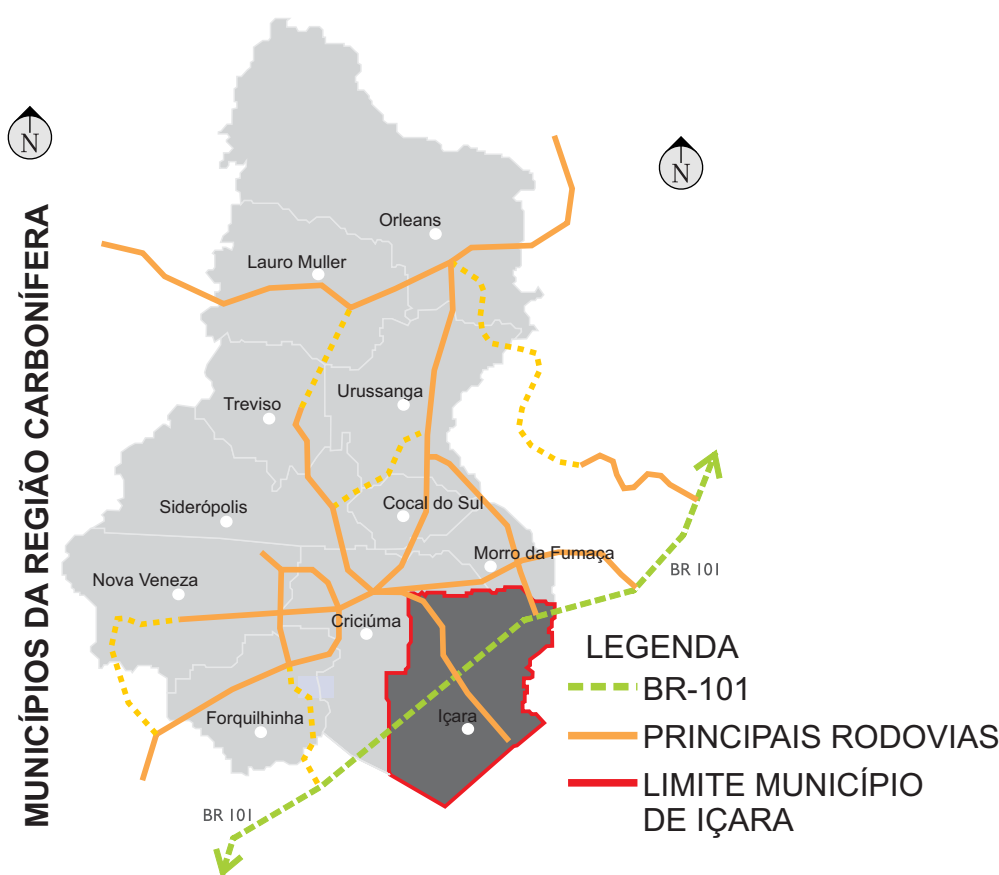 MUNICÍPIOS DA REGIÃO CARBONÍFERA
N
N
Orleans
Lauro Muller
Urussanga
Treviso
Siderópolis
Cocal do Sul
Morro da Fumaça
BR 101
Nova Veneza
Criciúma
Forquilhinha
Içara
BR 101
LEGENDA
BR-101
PRINCIPAIS RODOVIAS
LIMITE MUNICÍPIO
DE IÇARA